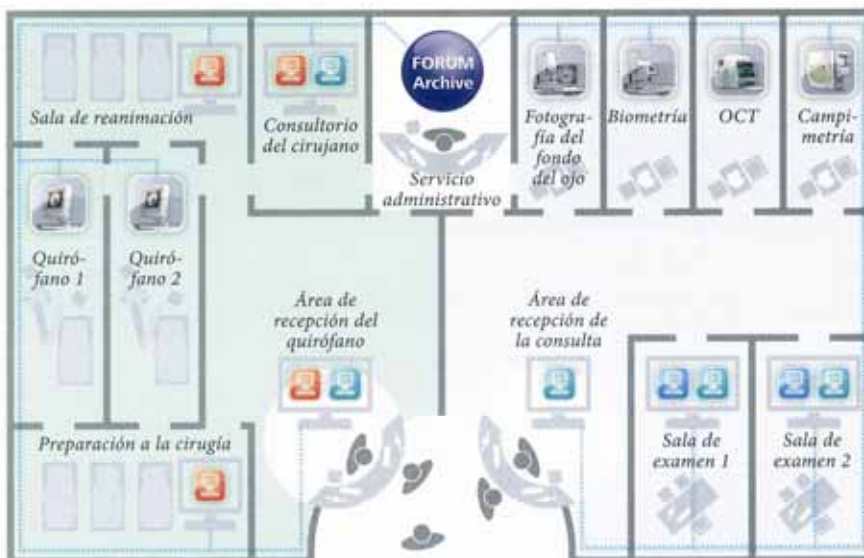 FORUM
Archive
Sala de reanimación
Consultorio
del cirujano
Servicio
administrativo
Fotogra-
fía del
fondo
del ojo
Biometría
OCT
Campi-
metría
Quiró-
fano 1
Quiró-
fano 2
Área de
recepción del
quirófano
Área de
recepción de
la consulta
Preparación a la cirugía
Sala de
examen 1
Sala de
examen 2